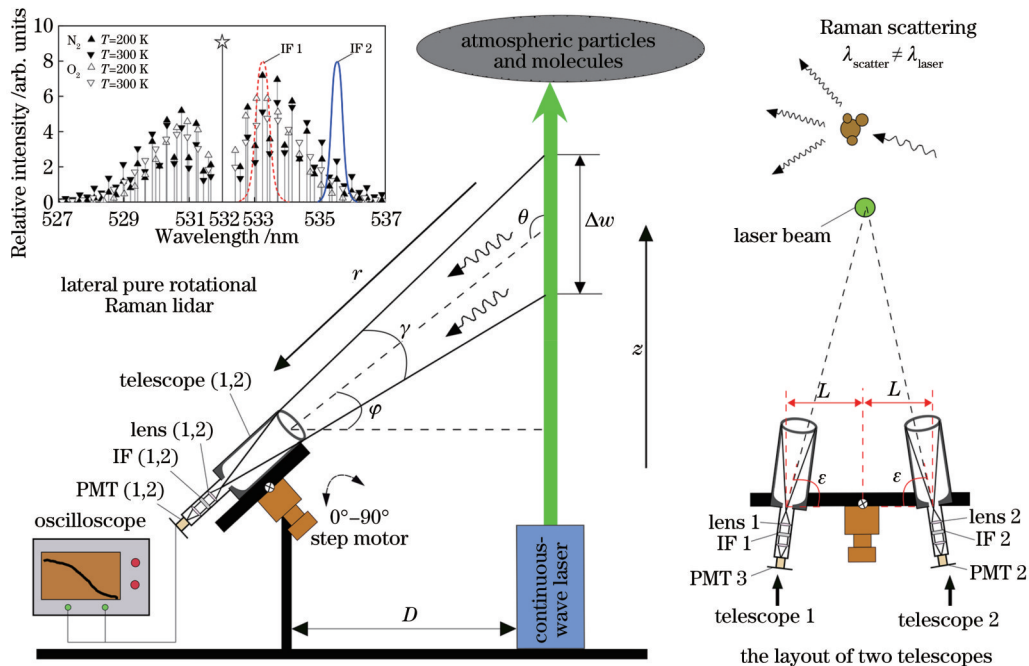 Relative intensity /arb. units
10
8
6
4
2
0
N₂ ▲ T=200 K
▼ T=300 K
O₂ △ T=200 K
▽ T=300 K
IF 1
IF 2
527
529
531
532
533
535
537
Wavelength /nm
atmospheric particles
and molecules
Raman scattering
λscatter ≠ λlaser
laser beam
lateral pure rotational
Raman lidar
r
θ
Δw
γ
φ
z
telescope (1,2)
lens (1,2)
IF (1,2)
PMT (1,2)
oscilloscope
0°–90°
step motor
D
continuous-
wave laser
L
L
ε
ε
lens 1
IF 1
PMT 3
telescope 1
lens 2
IF 2
PMT 2
telescope 2
the layout of two telescopes